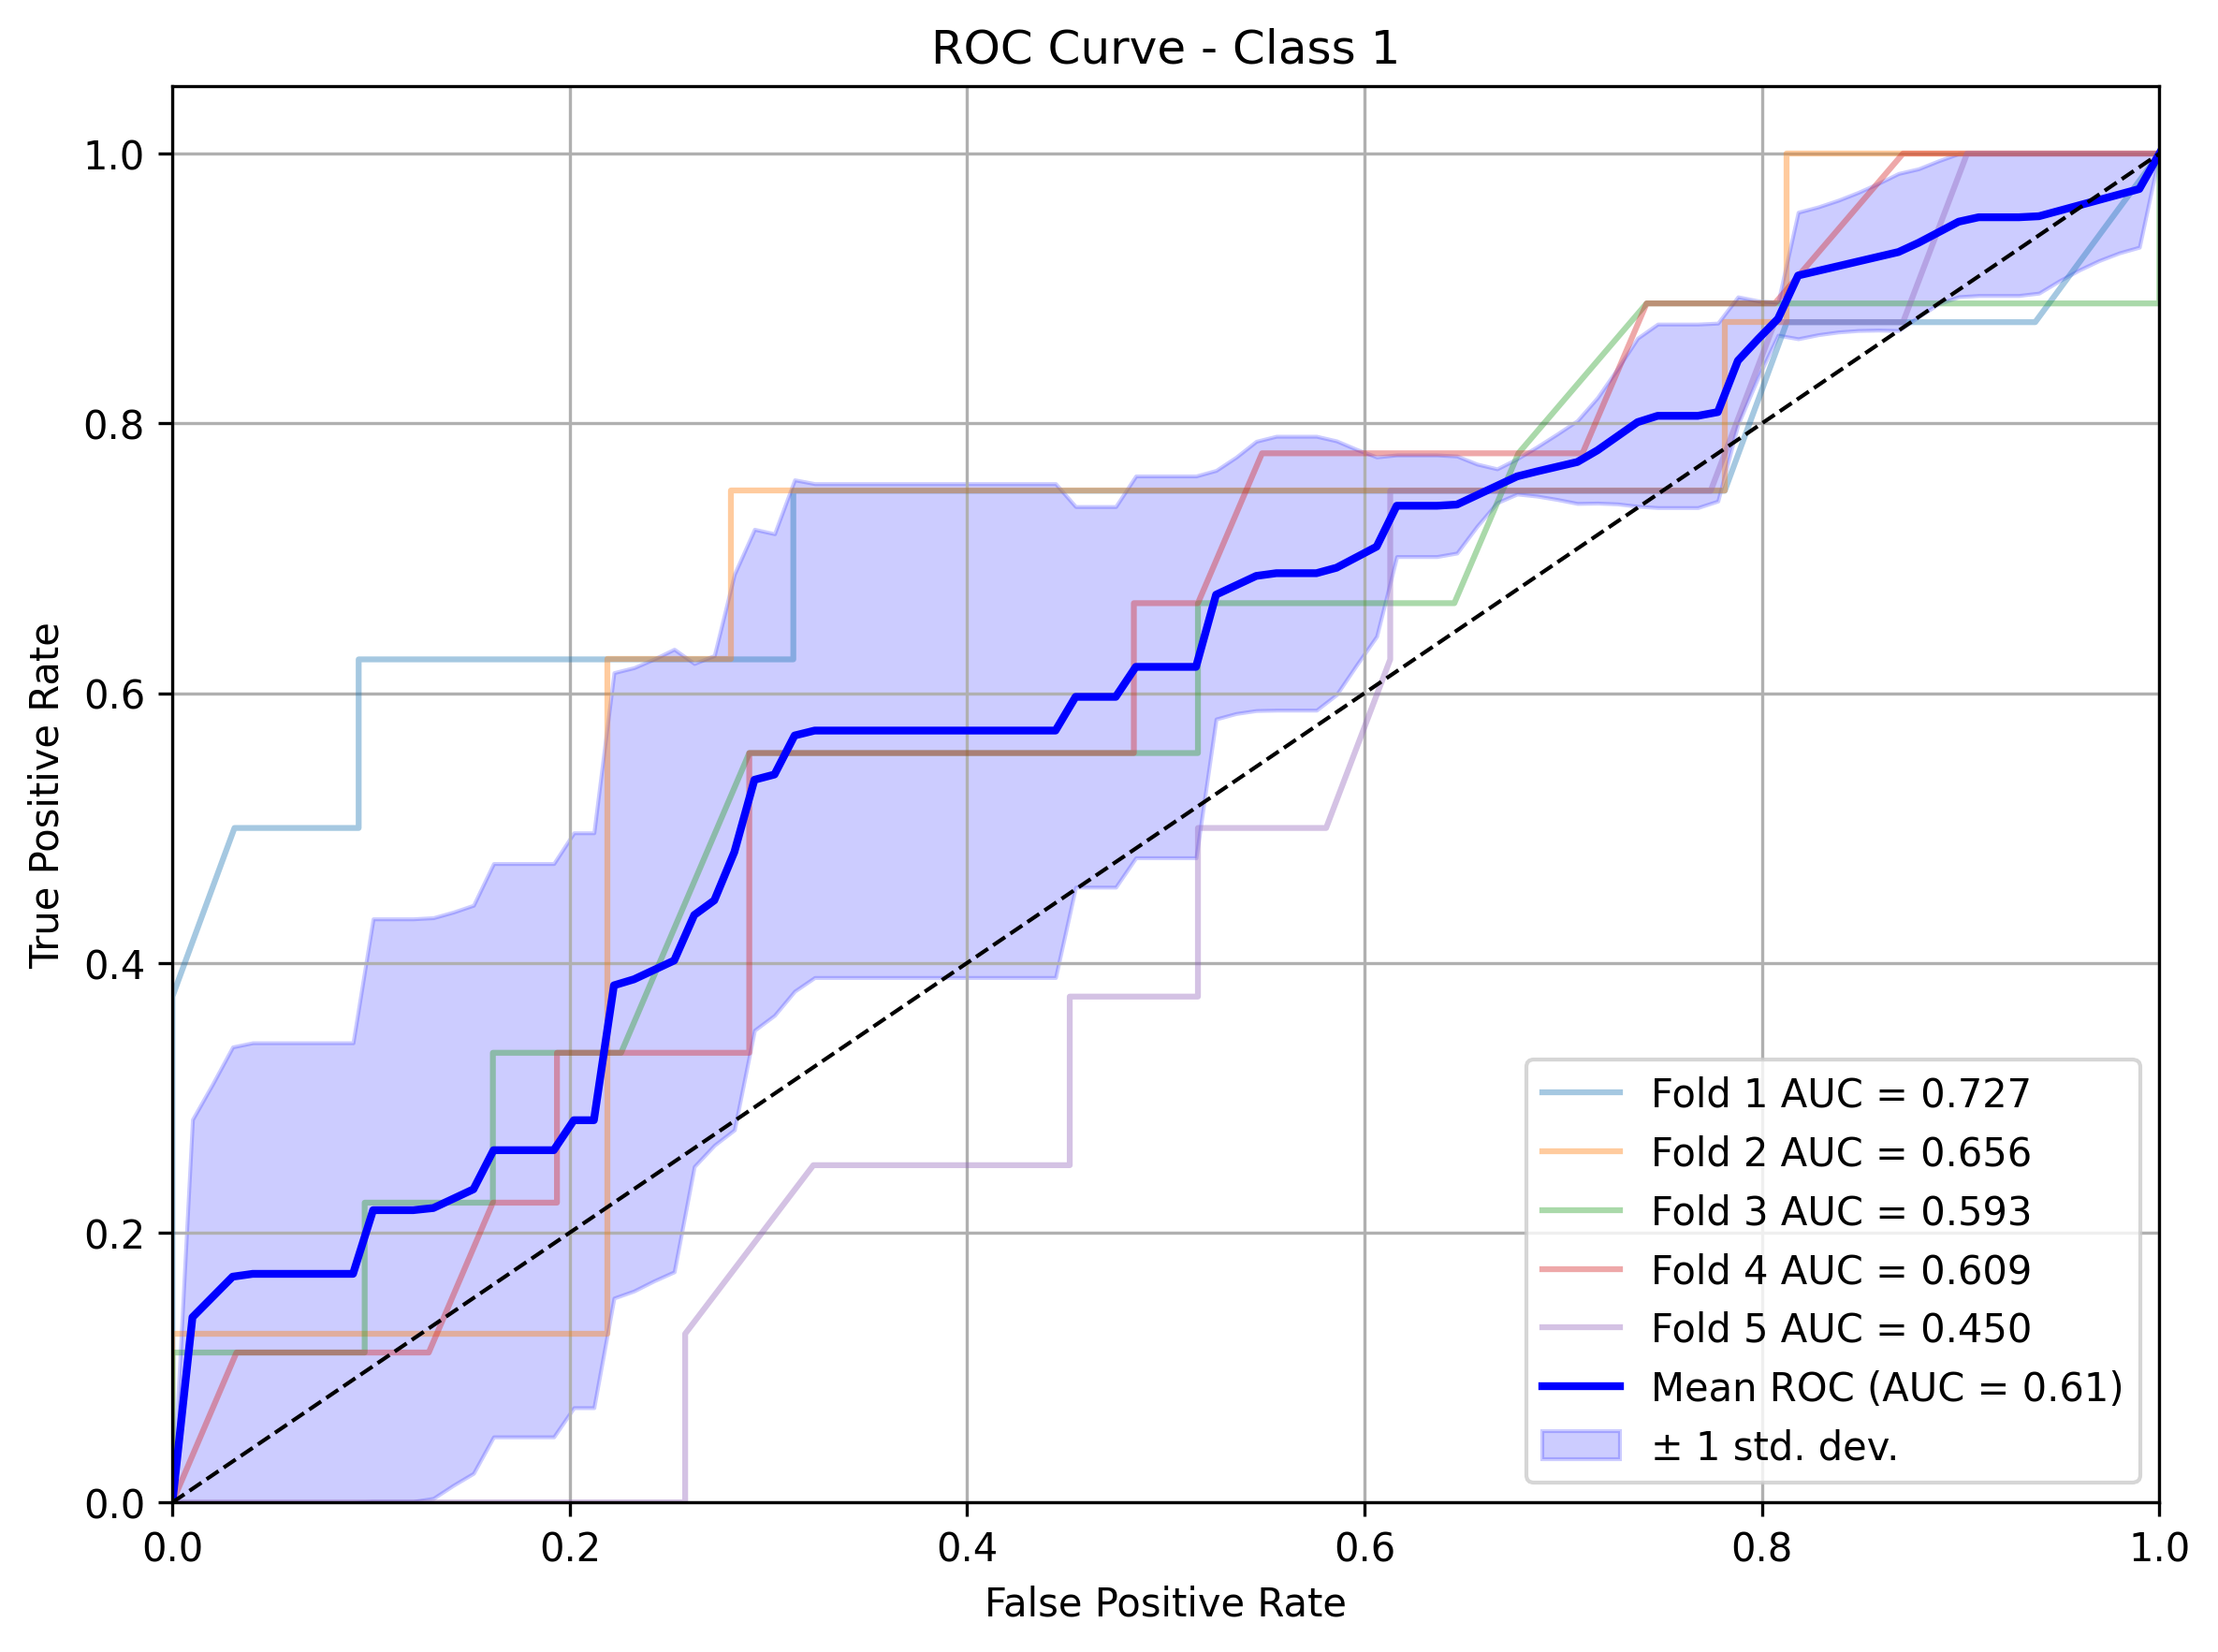 ROC Curve - Class 1
True Positive Rate
1.0
0.8
0.6
0.4
0.2
0.0
0.0 0.2 0.4 0.6 0.8 1.0
False Positive Rate
Fold 1 AUC = 0.727
Fold 2 AUC = 0.656
Fold 3 AUC = 0.593
Fold 4 AUC = 0.609
Fold 5 AUC = 0.450
Mean ROC (AUC = 0.61)
± 1 std. dev.